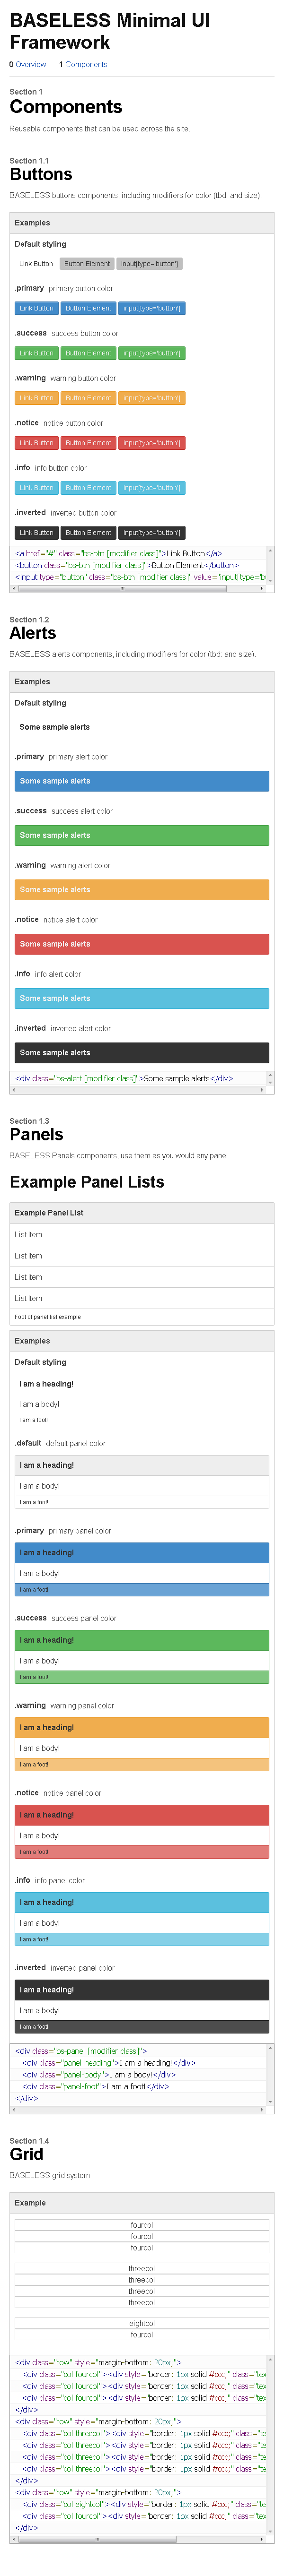 BASELESS Minimal UI
Framework
0 Overview 1 Components
Section 1
Components
Reusable components that can be used across the site.
Section 1.1
Buttons
BASELESS buttons components, including modifiers for color (tbd: and size).
Examples
Default styling
Link Button Button Element input[type='button']
.primary primary button color
Link Button Button Element input[type='button']
.success success button color
Link Button Button Element input[type='button']
.warning warning button color
Link Button Button Element input[type='button']
.notice notice button color
Link Button Button Element input[type='button']
.info info button color
Link Button Button Element input[type='button']
.inverted inverted button color
Link Button Button Element input[type='button']
<a href="#" class="bs-btn [modifier class]">Link Button</a>
<button class="bs-btn [modifier class]">Button Element</button>
<input type="button" class="bs-btn [modifier class]" value="input[type='bu
Section 1.2
Alerts
BASELESS alerts components, including modifiers for color (tbd: and size).
Examples
Default styling
Some sample alerts
.primary primary alert color
Some sample alerts
.success success alert color
Some sample alerts
.warning warning alert color
Some sample alerts
.notice notice alert color
Some sample alerts
.info info alert color
Some sample alerts
.inverted inverted alert color
Some sample alerts
<div class="bs-alert [modifier class]">Some sample alerts</div>
Section 1.3
Panels
BASELESS Panels components, use them as you would any panel.
Example Panel Lists
Example Panel List
List Item
List Item
List Item
List Item
Foot of panel list example
Examples
Default styling
I am a heading!
I am a body!
I am a foot!
.default default panel color
I am a heading!
I am a body!
I am a foot!
.primary primary panel color
I am a heading!
I am a body!
I am a foot!
.success success panel color
I am a heading!
I am a body!
I am a foot!
.warning warning panel color
I am a heading!
I am a body!
I am a foot!
.notice notice panel color
I am a heading!
I am a body!
I am a foot!
.info info panel color
I am a heading!
I am a body!
I am a foot!
.inverted inverted panel color
I am a heading!
I am a body!
I am a foot!
<div class="bs-panel [modifier class]">
<div class="panel-heading">I am a heading!</div>
<div class="panel-body">I am a body!</div>
<div class="panel-foot">I am a foot!</div>
</div>
Section 1.4
Grid
BASELESS grid system
Example
fourcol
fourcol
fourcol
threecol
threecol
threecol
threecol
eightcol
fourcol
<div class="row" style="margin-bottom: 20px;">
<div class="col fourcol"><div style="border: 1px solid #ccc;" class="tex
<div class="col fourcol"><div style="border: 1px solid #ccc;" class="tex
<div class="col fourcol"><div style="border: 1px solid #ccc;" class="tex
</div>
<div class="row" style="margin-bottom: 20px;">
<div class="col threecol"><div style="border: 1px solid #ccc;" class="te
<div class="col threecol"><div style="border: 1px solid #ccc;" class="te
<div class="col threecol"><div style="border: 1px solid #ccc;" class="te
<div class="col threecol"><div style="border: 1px solid #ccc;" class="te
</div>
<div class="row" style="margin-bottom: 20px;">
<div class="col eightcol"><div style="border: 1px solid #ccc;" class="te
<div class="col fourcol"><div style="border: 1px solid #ccc;" class="tex
</div>